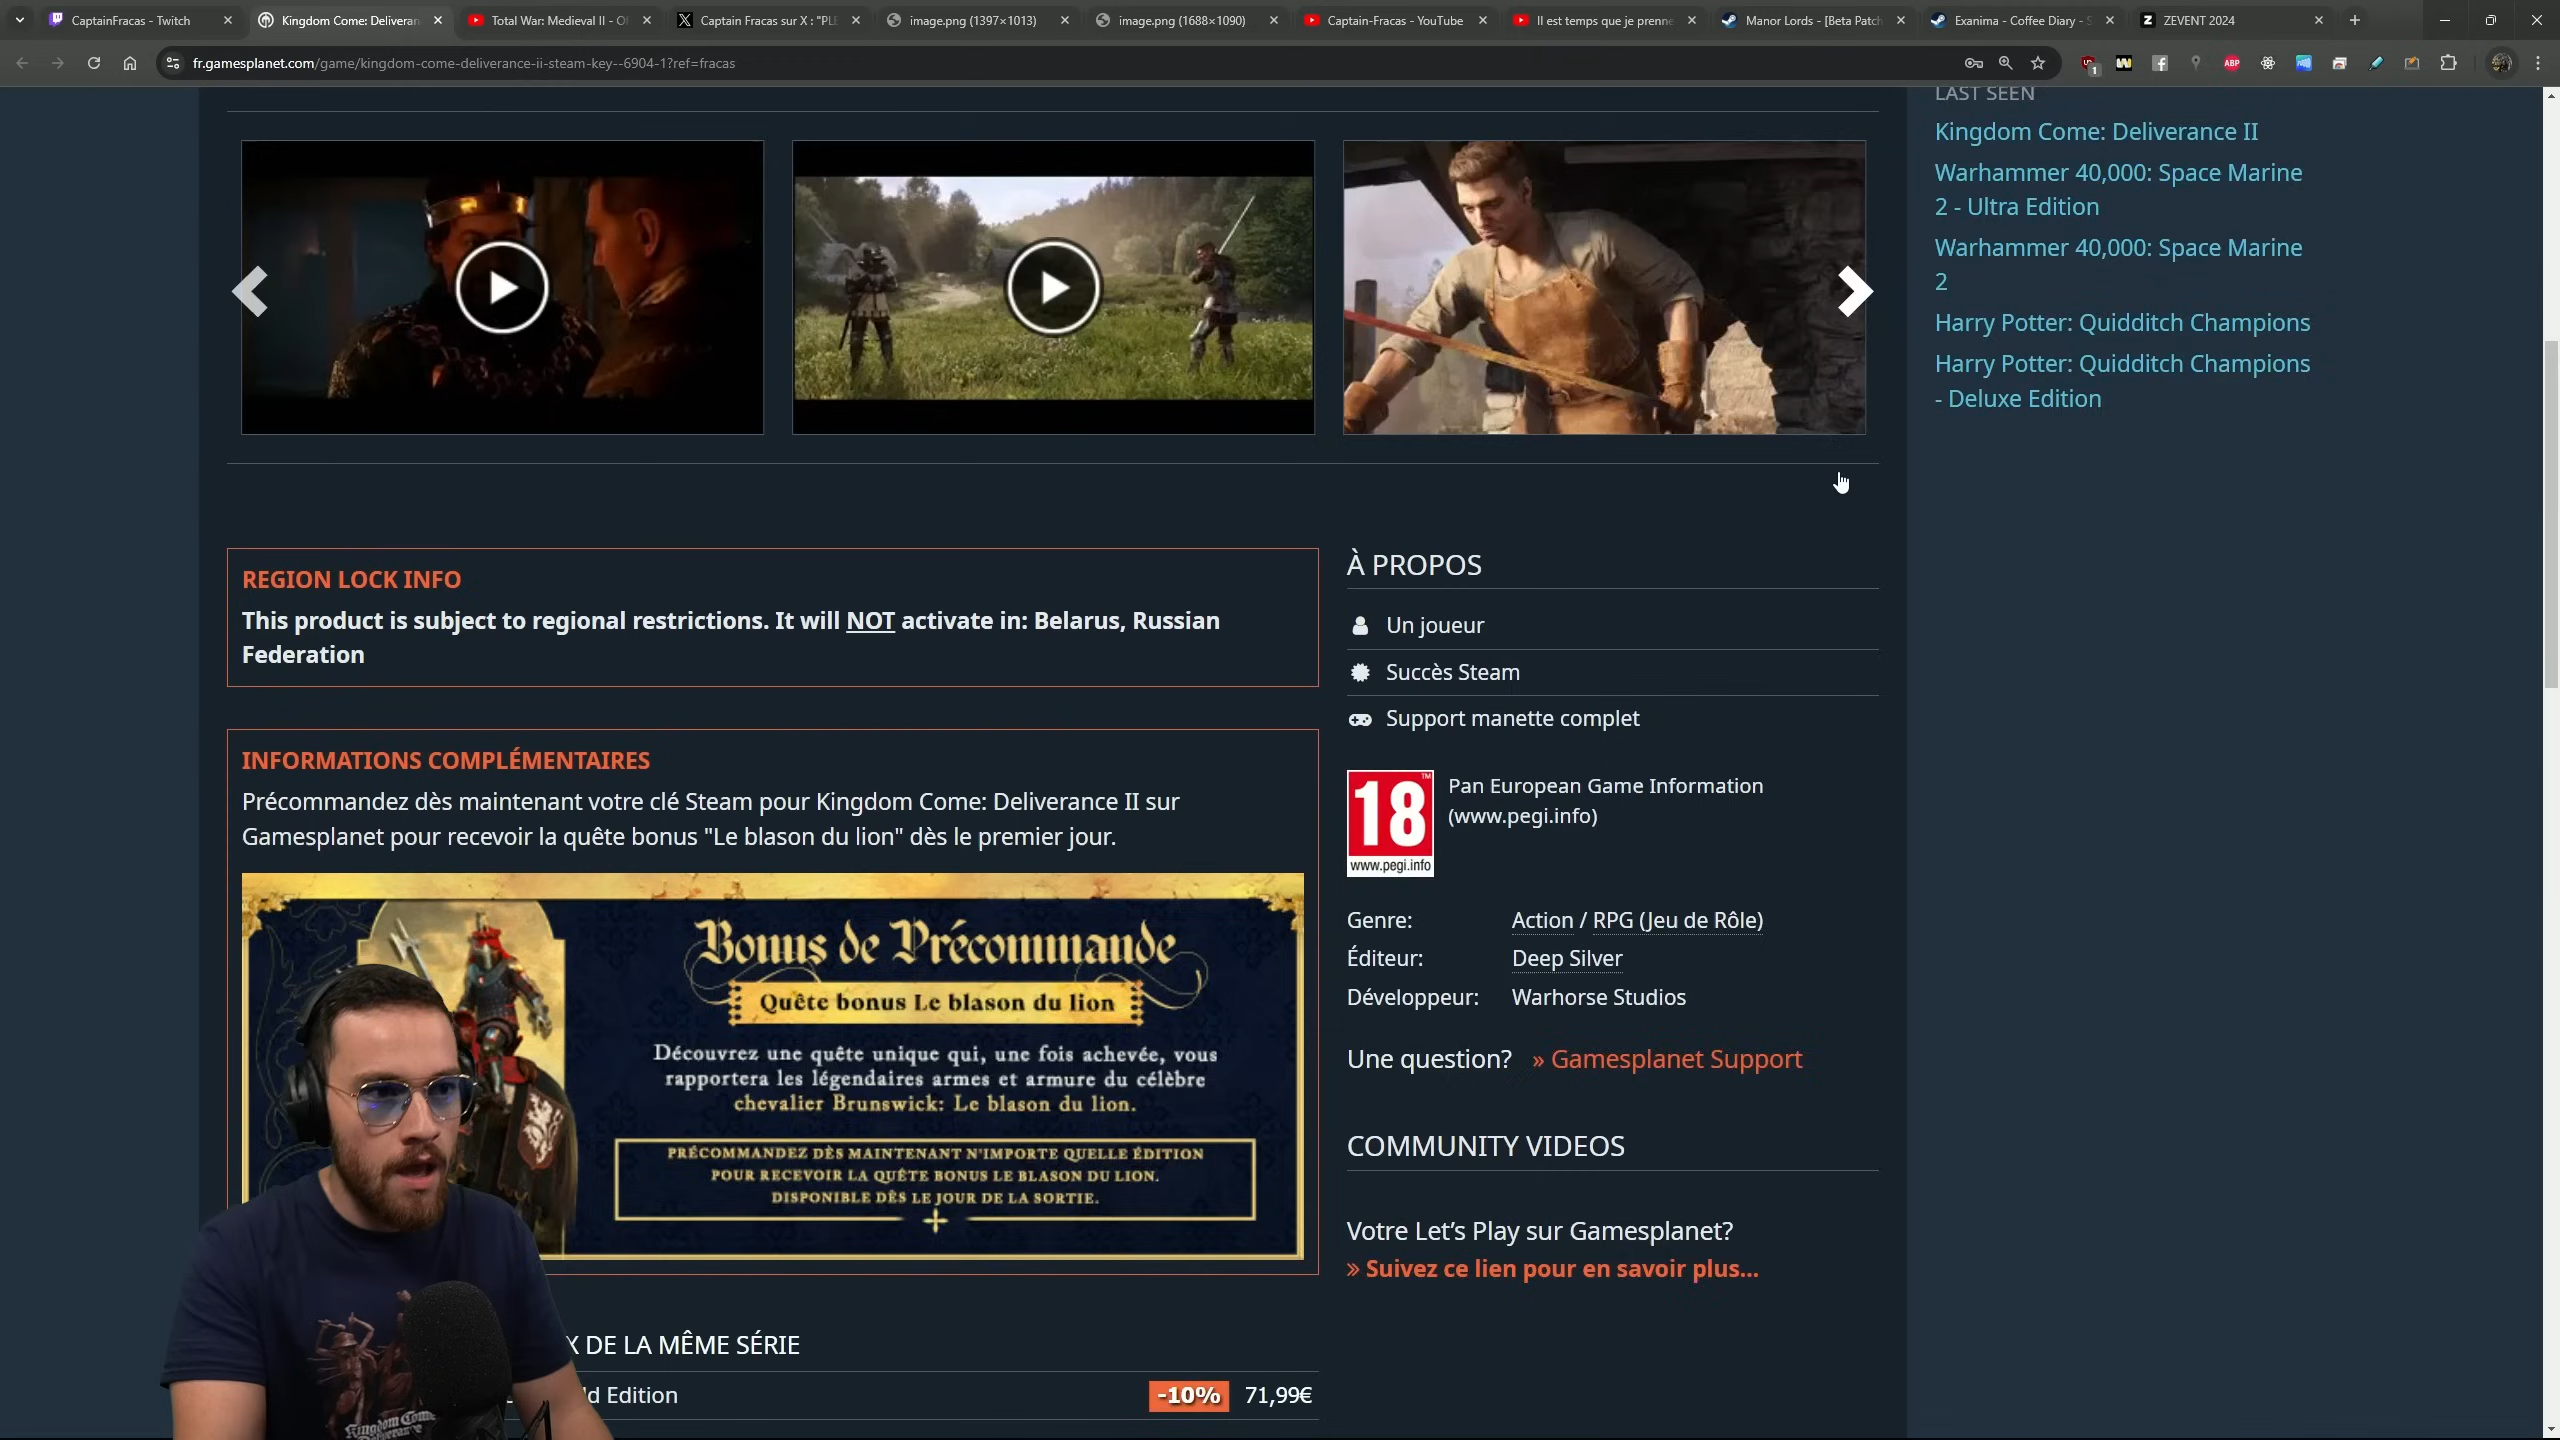 CaptainFracas - Twitch
Kingdom Come: Deliveran
Total War: Medieval II - Of
Captain Fracas sur X : "PLE
image.png (1397×1013)
image.png (1688×1090)
Captain-Fracas - YouTube
Il est temps que je prenne
Manor Lords - [Beta Patch
Exanima - Coffee Diary - S
ZEVENT 2024
fr.gamesplanet.com/game/kingdom-come-deliverance-ii-steam-key--6904-1?ref=fracas
1
ABP
LAST SEEN
Kingdom Come: Deliverance II
Warhammer 40,000: Space Marine
2 - Ultra Edition
Warhammer 40,000: Space Marine
2
Harry Potter: Quidditch Champions
Harry Potter: Quidditch Champions
- Deluxe Edition
REGION LOCK INFO
This product is subject to regional restrictions. It will NOT activate in: Belarus, Russian
Federation
INFORMATIONS COMPLÉMENTAIRES
Précommandez dès maintenant votre clé Steam pour Kingdom Come: Deliverance II sur
Gamesplanet pour recevoir la quête bonus "Le blason du lion" dès le premier jour.
Bonus de Précommande
Quête bonus Le blason du lion
Découvrez une quête unique qui, une fois achevée, vous
rapportera les légendaires armes et armure du célèbre
chevalier Brunswick: Le blason du lion.
PRÉCOMMANDEZ DÈS MAINTENANT N'IMPORTE QUELLE ÉDITION
POUR RECEVOIR LA QUÊTE BONUS LE BLASON DU LION.
DISPONIBLE DÈS LE JOUR DE LA SORTIE.
X DE LA MÊME SÉRIE
ld Edition
-10% 71,99€
Kingdom Come
À PROPOS
Un joueur
Succès Steam
Support manette complet
18
www.pegi.info
Pan European Game Information
(www.pegi.info)
Genre: Action / RPG (Jeu de Rôle)
Éditeur: Deep Silver
Développeur: Warhorse Studios
Une question? » Gamesplanet Support
COMMUNITY VIDEOS
Votre Let's Play sur Gamesplanet?
» Suivez ce lien pour en savoir plus...